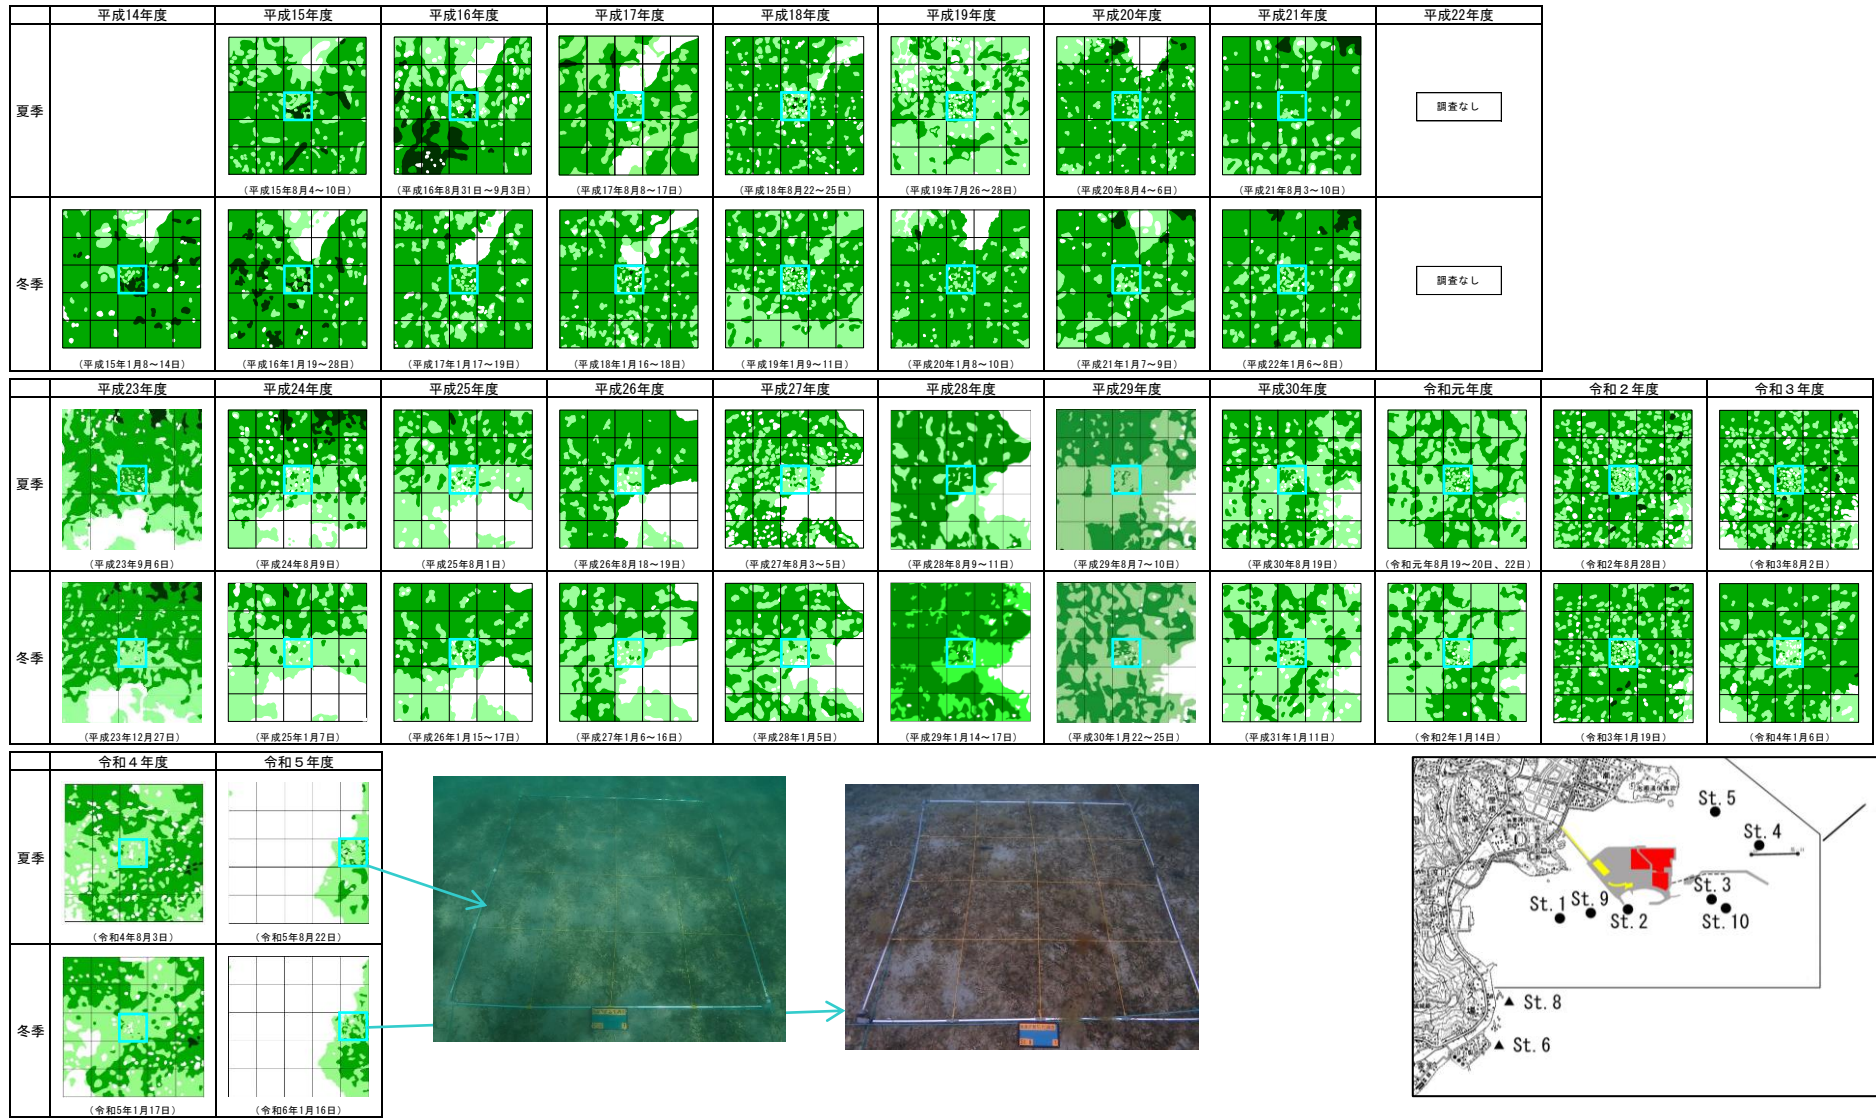 平成14年度 平成15年度 平成16年度 平成17年度 平成18年度 平成19年度 平成20年度 平成21年度 平成22年度
夏季
調査なし
(平成15年8月4~10日) (平成16年8月31日~9月3日) (平成17年8月8~17日) (平成18年8月22~25日) (平成19年7月26~28日) (平成20年8月4~6日) (平成21年8月3~10日)
冬季
調査なし
(平成15年1月8~14日) (平成16年1月19~28日) (平成17年1月17~19日) (平成18年1月16~18日) (平成19年1月9~11日) (平成20年1月8~10日) (平成21年1月7~9日) (平成22年1月6~8日)
平成23年度 平成24年度 平成25年度 平成26年度 平成27年度 平成28年度 平成29年度 平成30年度 令和元年度 令和2年度 令和3年度
夏季
(平成23年9月6日) (平成24年8月9日) (平成25年8月1日) (平成26年8月18~19日) (平成27年8月3~5日) (平成28年8月9~11日) (平成29年8月7~10日) (平成30年8月19日) (令和元年8月19~20日、22日) (令和2年8月28日) (令和3年8月2日)
冬季
(平成23年12月27日) (平成25年1月7日) (平成26年1月15~17日) (平成27年1月6~16日) (平成28年1月5日) (平成29年1月14~17日) (平成30年1月22~25日) (平成31年1月11日) (令和2年1月14日) (令和3年1月19日) (令和4年1月6日)
令和4年度 令和5年度
夏季
(令和4年8月3日) (令和5年8月22日)
冬季
(令和5年1月17日) (令和6年1月16日)
St. 5
St. 4
St. 3
St. 1 St. 9
St. 2 St. 10
St. 8
St. 6